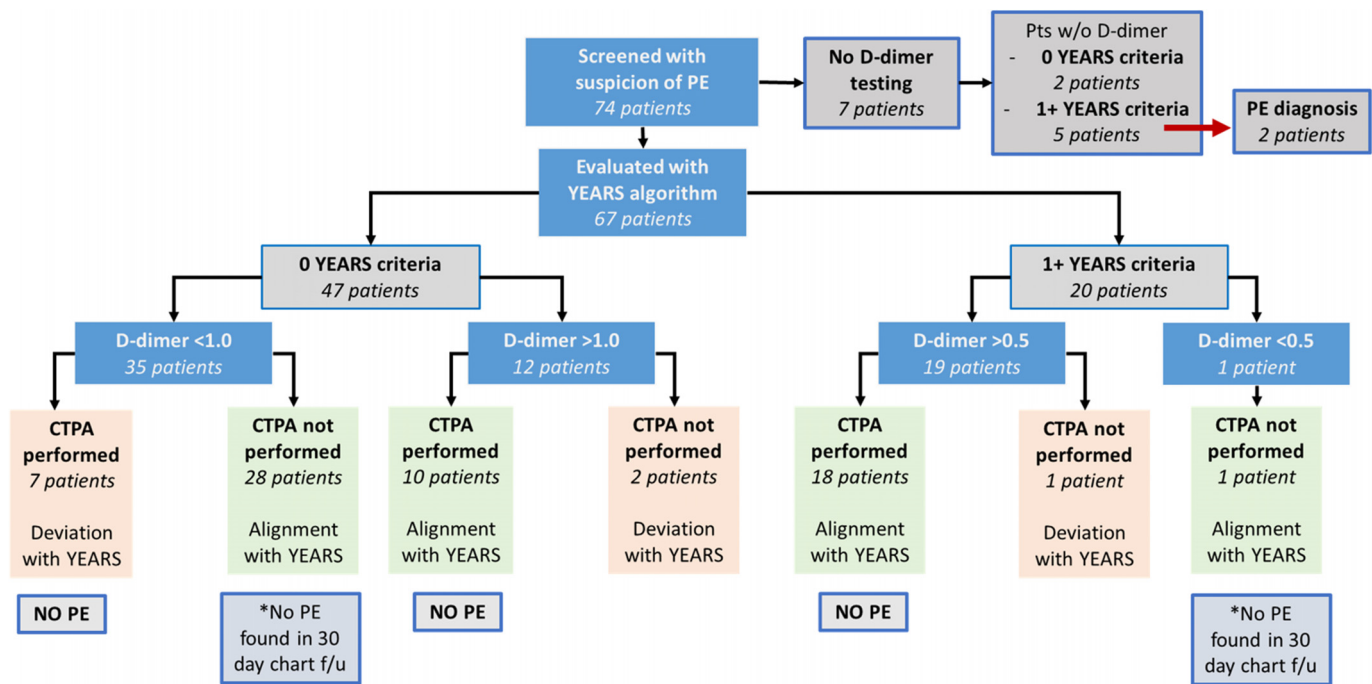 Screened with
suspicion of PE
74 patients
No D-dimer
testing
7 patients
Pts w/o D-dimer
- 0 YEARS criteria
2 patients
- 1+ YEARS criteria
5 patients
PE diagnosis
2 patients
Evaluated with
YEARS algorithm
67 patients
0 YEARS criteria
47 patients
1+ YEARS criteria
20 patients
D-dimer <1.0
35 patients
D-dimer >1.0
12 patients
D-dimer >0.5
19 patients
D-dimer <0.5
1 patient
CTPA
performed
7 patients
Deviation
with YEARS
CTPA not
performed
28 patients
Alignment
with YEARS
CTPA
performed
10 patients
Alignment
with YEARS
CTPA not
performed
2 patients
Deviation
with YEARS
CTPA
performed
18 patients
Alignment
with YEARS
CTPA not
performed
1 patient
Deviation
with YEARS
CTPA not
performed
1 patient
Alignment
with YEARS
NO PE
*No PE
found in 30
day chart f/u
NO PE
NO PE
*No PE
found in 30
day chart f/u